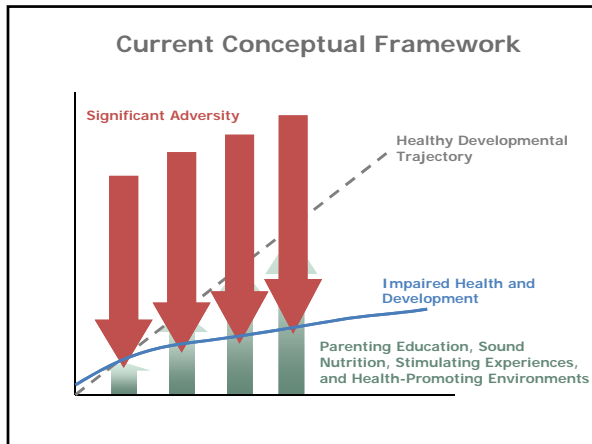 Current Conceptual Framework
Significant Adversity
Healthy Developmental
Trajectory
Impaired Health and
Development
Parenting Education, Sound
Nutrition, Stimulating Experiences,
and Health-Promoting Environments